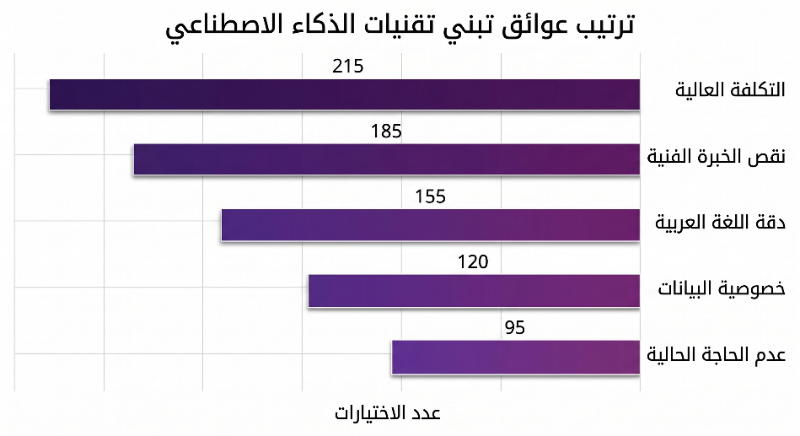 ترتيب عوائق تبني تقنيات الذكاء الاصطناعي
التكلفة العالية
215
نقص الخبرة الفنية
185
دقة اللغة العربية
155
خصوصية البيانات
120
عدم الحاجة الحالية
95
عدد الاختيارات